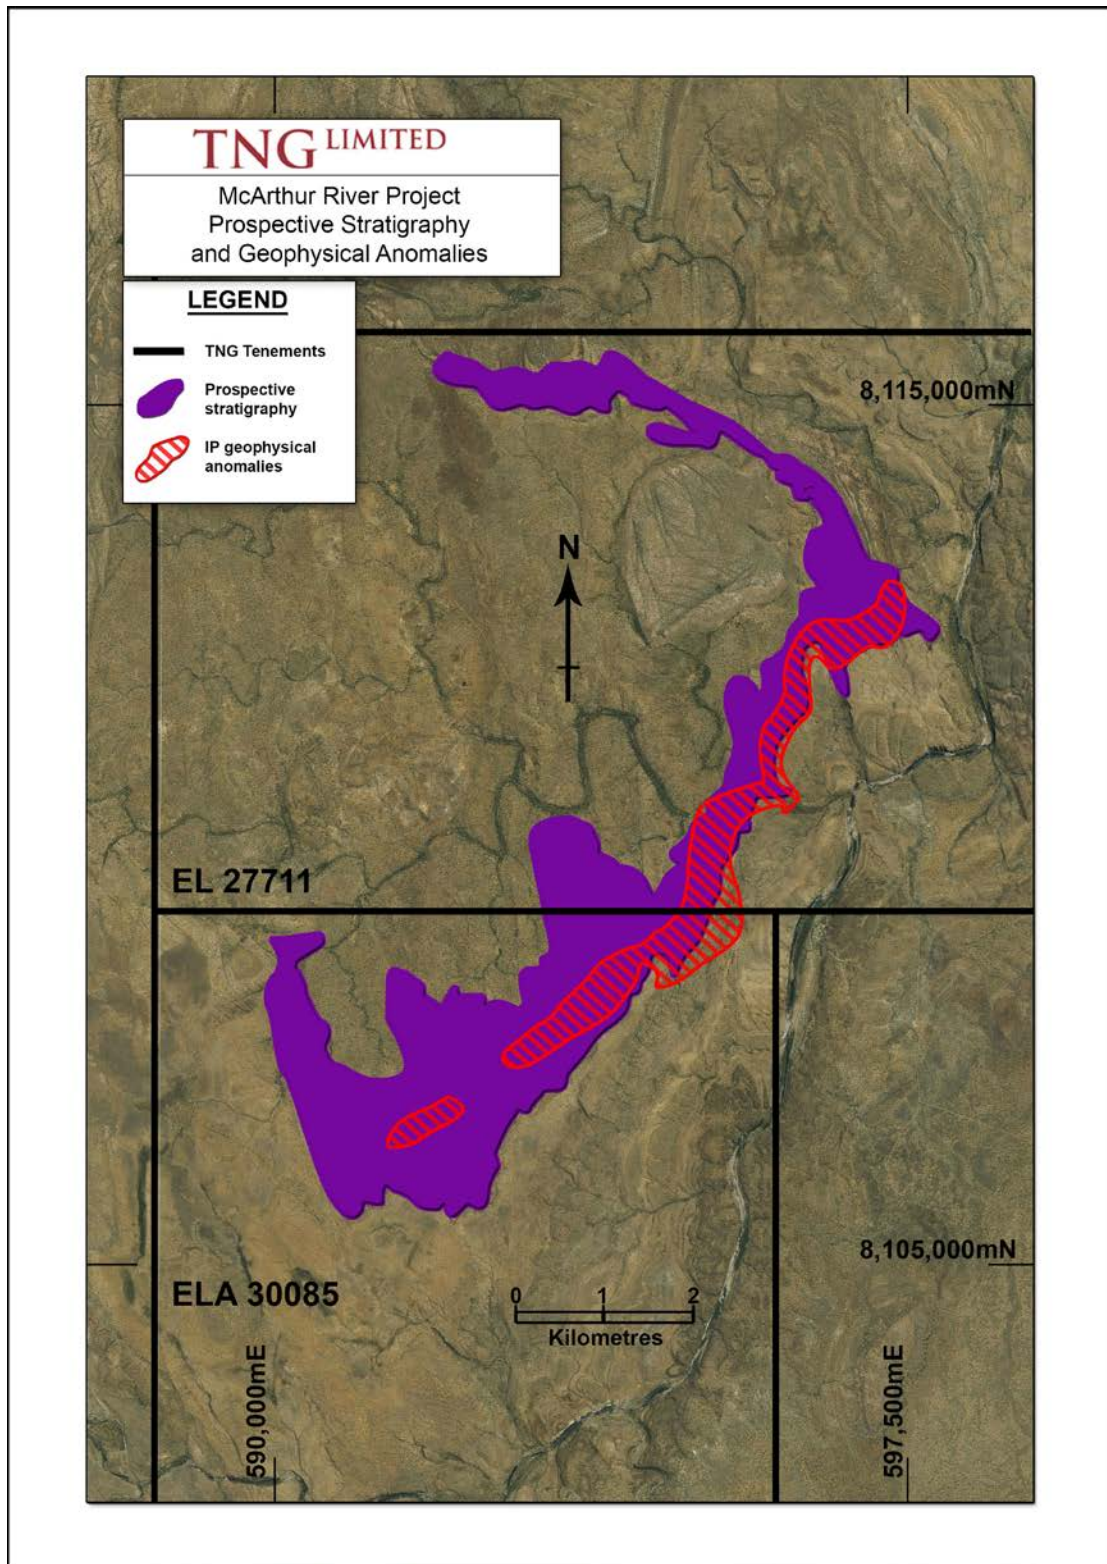 TNG LIMITED
McArthur River Project
Prospective Stratigraphy
and Geophysical Anomalies
LEGEND
TNG Tenements
Prospective
stratigraphy
IP geophysical
anomalies
8,115,000mN
N
EL 27711
8,105,000mN
ELA 30085
0 1 2
Kilometres
590,000mE
597,500mE